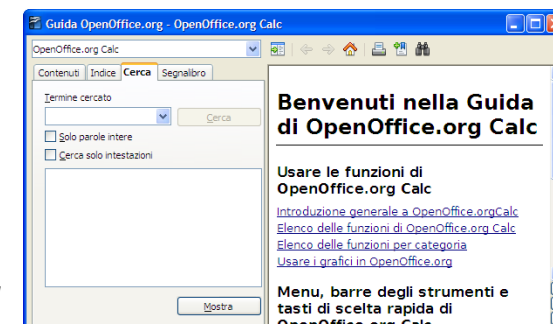 Guida OpenOffice.org - OpenOffice.org Calc
OpenOffice.org Calc
Contenuti Indice Cerca Segnalibro
Termine cercato
Cerca
Solo parole intere
Cerca solo intestazioni
Mostra
Benvenuti nella Guida
di OpenOffice.org Calc
Usare le funzioni di
OpenOffice.org Calc
Introduzione generale a OpenOffice.orgCalc
Elenco delle funzioni di OpenOffice.org Calc
Elenco delle funzioni per categoria
Usare i grafici in OpenOffice.org
Menu, barre degli strumenti e
tasti di scelta rapida di
OpenOffice.org Calc